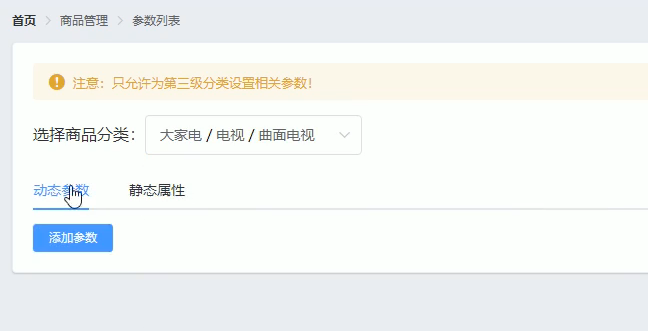 首页 > 商品管理 > 参数列表
注意：只允许为第三级分类设置相关参数！
选择商品分类： 大家电 / 电视 / 曲面电视
动态参数 静态属性
添加参数